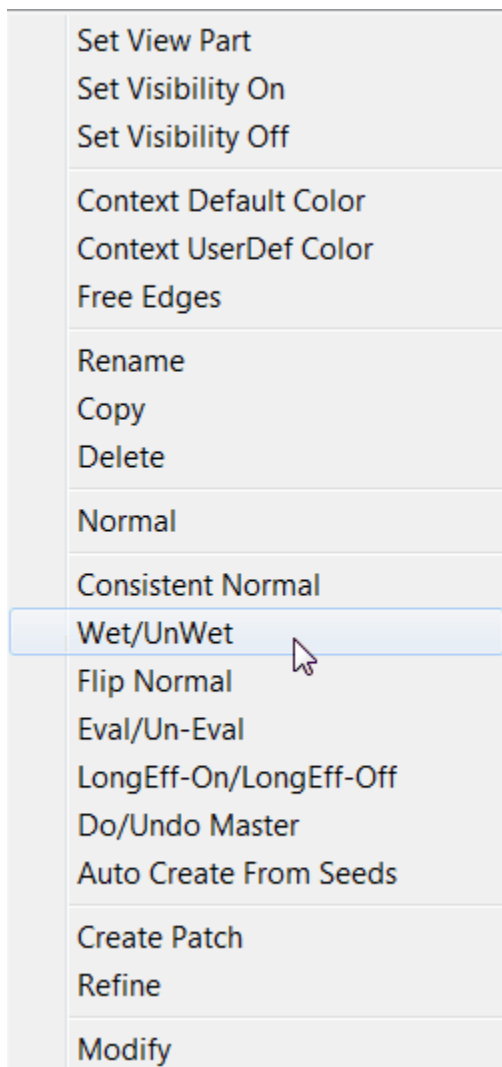 Set View Part
Set Visibility On
Set Visibility Off
Context Default Color
Context UserDef Color
Free Edges
Rename
Copy
Delete
Normal
Consistent Normal
Wet/UnWet
Flip Normal
Eval/Un-Eval
LongEff-On/LongEff-Off
Do/Undo Master
Auto Create From Seeds
Create Patch
Refine
Modify